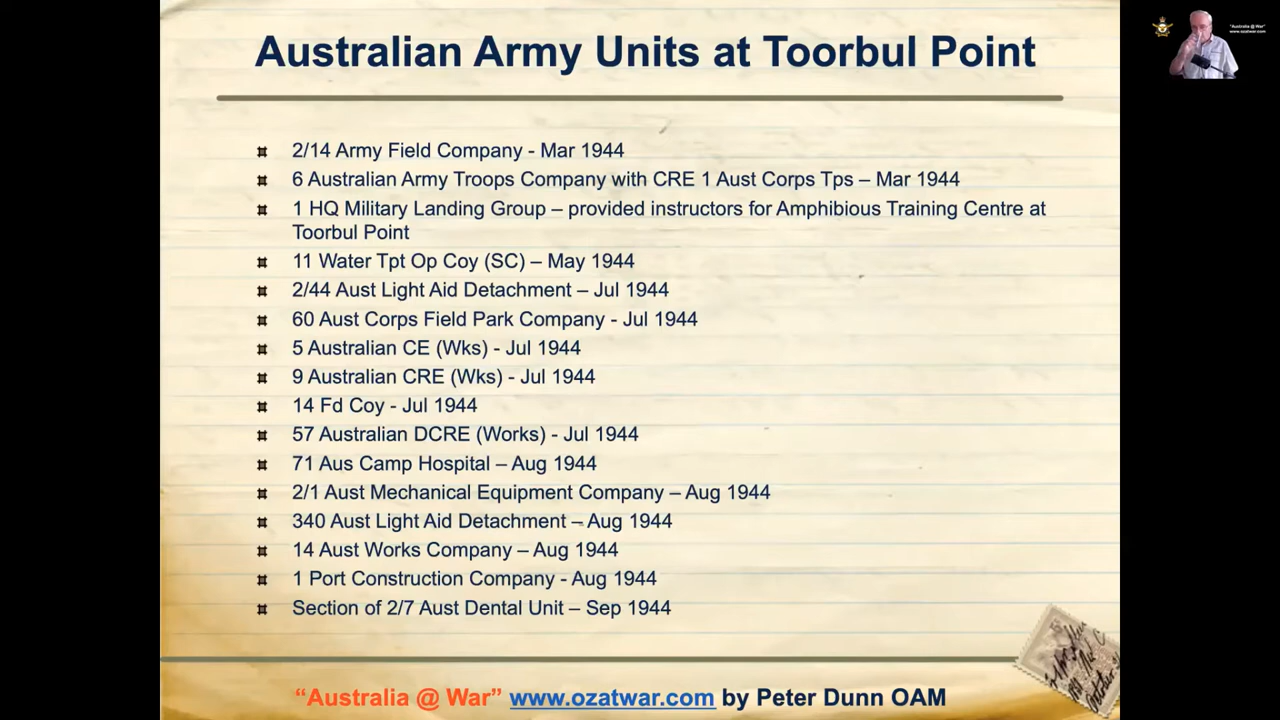 Australian Army Units at Toorbul Point
"Australia @ War"
www.ozatwar.com
2/14 Army Field Company - Mar 1944
6 Australian Army Troops Company with CRE 1 Aust Corps Tps – Mar 1944
1 HQ Military Landing Group – provided instructors for Amphibious Training Centre at
Toorbul Point
11 Water Tpt Op Coy (SC) – May 1944
2/44 Aust Light Aid Detachment – Jul 1944
60 Aust Corps Field Park Company - Jul 1944
5 Australian CE (Wks) - Jul 1944
9 Australian CRE (Wks) - Jul 1944
14 Fd Coy - Jul 1944
57 Australian DCRE (Works) - Jul 1944
71 Aus Camp Hospital – Aug 1944
2/1 Aust Mechanical Equipment Company – Aug 1944
340 Aust Light Aid Detachment – Aug 1944
14 Aust Works Company – Aug 1944
1 Port Construction Company - Aug 1944
Section of 2/7 Aust Dental Unit – Sep 1944
“Australia @ War” www.ozatwar.com by Peter Dunn OAM